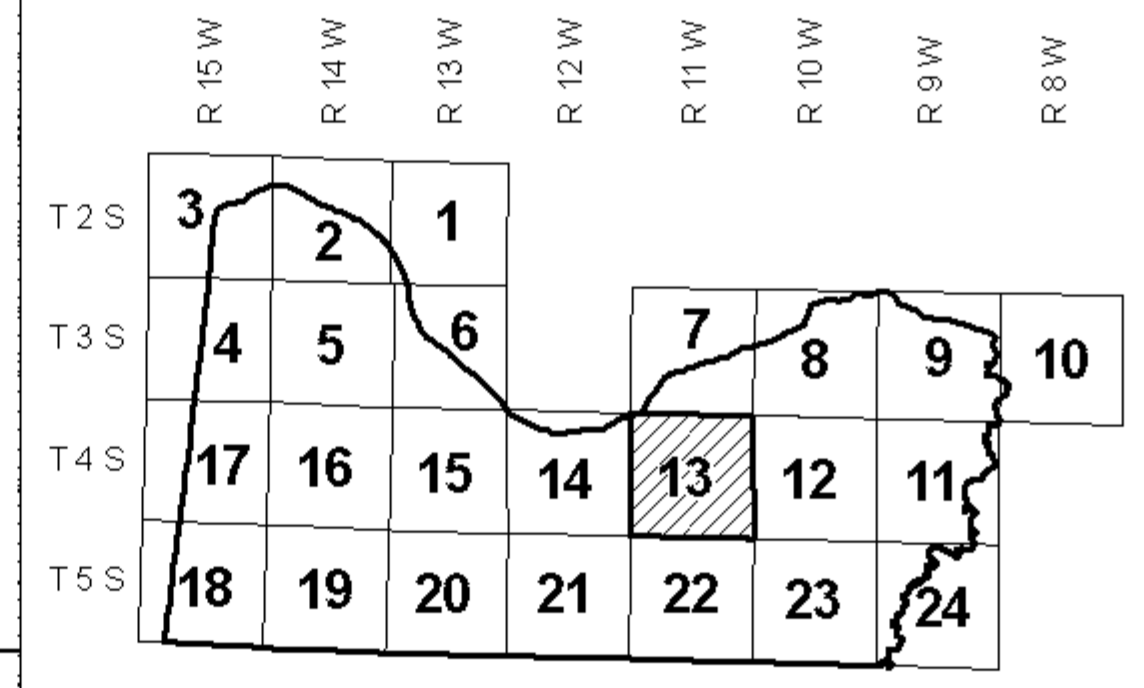 R 15 W R 14 W R 13 W R 12 W R 11 W R 10 W R 9 W R 8 W
T 2 S 3 2 1
T 3 S 4 5 6 7 8 9 10
T 4 S 17 16 15 14 13 12 11
T 5 S 18 19 20 21 22 23 24